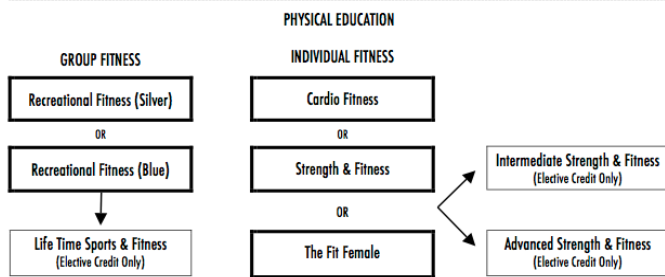 PHYSICAL EDUCATION
GROUP FITNESS
INDIVIDUAL FITNESS
Recreational Fitness (Silver)
Cardio Fitness
OR
OR
Recreational Fitness (Blue)
Strength & Fitness
Intermediate Strength & Fitness
(Elective Credit Only)
OR
Life Time Sports & Fitness
(Elective Credit Only)
The Fit Female
Advanced Strength & Fitness
(Elective Credit Only)